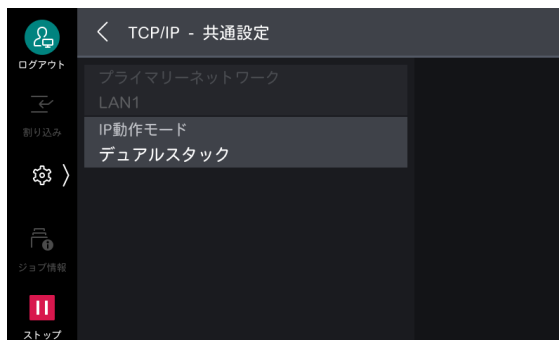 TCP/IP - 共通設定
ログアウト
プライマリーネットワーク
LAN1
割り込み
IP動作モード
デュアルスタック
ジョブ情報
ストップ